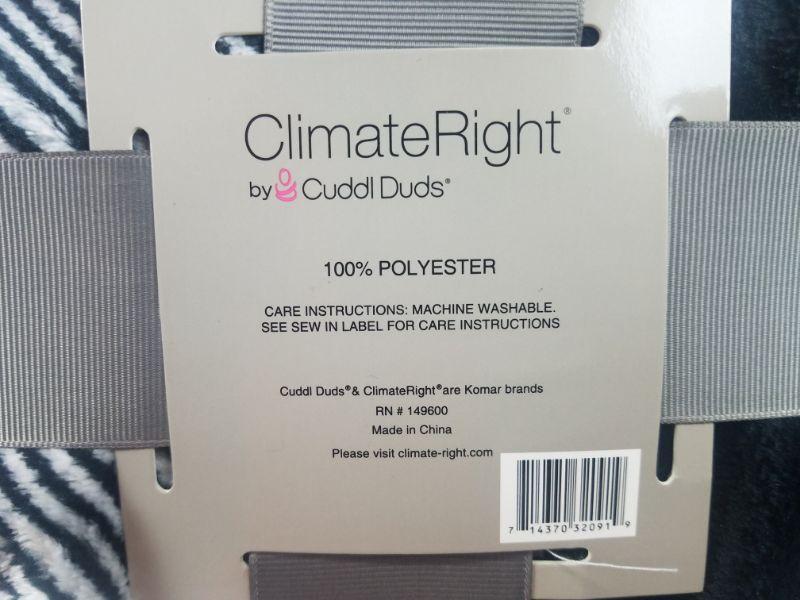 ClimateRight®
by Cuddl Duds®
100% POLYESTER
CARE INSTRUCTIONS: MACHINE WASHABLE.
SEE SEW IN LABEL FOR CARE INSTRUCTIONS
Cuddl Duds® & ClimateRight® are Komar brands
RN # 149600
Made in China
Please visit climate-right.com
7 14370 32091 9